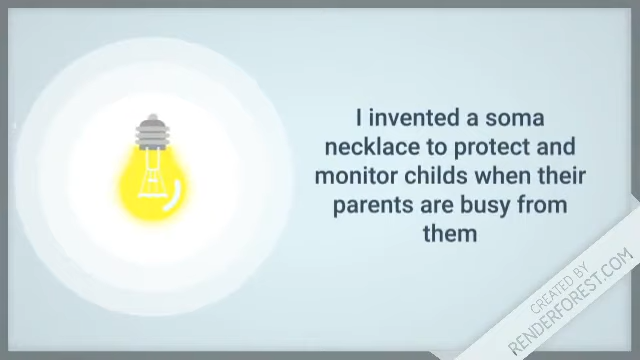 I invented a soma
necklace to protect and
monitor childs when their
parents are busy from
them
CREATED BY
RENDERFOREST.COM